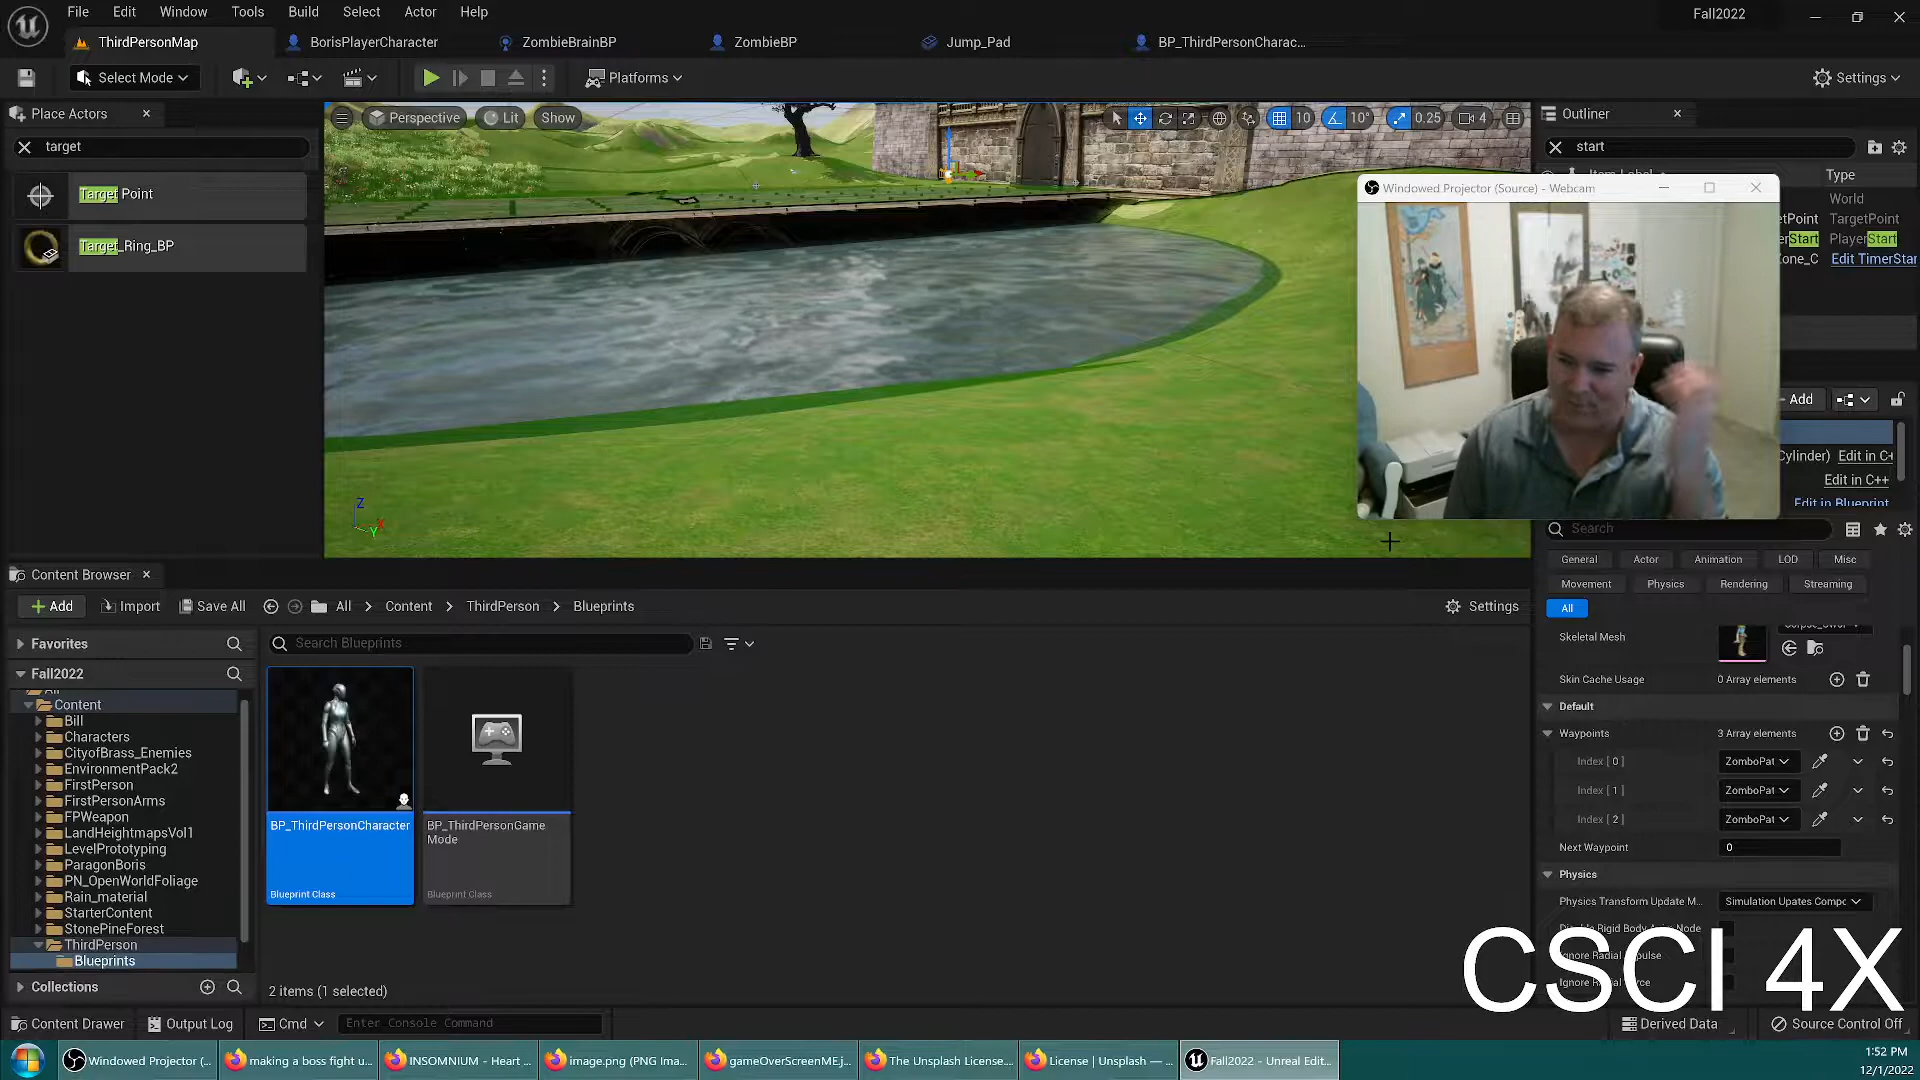 File Edit Window Tools Build Select Actor Help
Fall2022
ThirdPersonMap
BorisPlayerCharacter
ZombieBrainBP
ZombieBP
Jump_Pad
BP_ThirdPersonCharac...
Select Mode
Platforms
Settings
Place Actors
target
Target Point
Target_Ring_BP
Perspective
Lit
Show
10
10°
0.25
4
Outliner
start
Type
World
TargetPoint
PlayerStart
Edit TimerStar
Windowed Projector (Source) - Webcam
Add
Cylinder) Edit in C+
Edit in C++
Edit in Blueprint
Search
General Actor Animation LOD Misc
Movement Physics Rendering Streaming
All
Skeletal Mesh
Skin Cache Usage 0 Array elements
Default
Waypoints 3 Array elements
Index [ 0 ] ZomboPat
Index [ 1 ] ZomboPat
Index [ 2 ] ZomboPat
Next Waypoint 0
Physics
Physics Transform Update M... Simulation Upates Compc
CSCI 4X
Z
X
Y
Content Browser
Add Import Save All All Content ThirdPerson Blueprints Settings
Favorites
Search Blueprints
Fall2022
Content
Bill
Characters
CityofBrass_Enemies
EnvironmentPack2
FirstPerson
FirstPersonArms
FPWeapon
LandHeightmapsVol1
LevelPrototyping
ParagonBoris
PN_OpenWorldFoliage
Rain_material
StarterContent
StonePineForest
ThirdPerson
Blueprints
Collections
BP_ThirdPersonCharacter
Blueprint Class
BP_ThirdPersonGame
Mode
Blueprint Class
2 items (1 selected)
Content Drawer Output Log Cmd Enter Console Command
Derived Data Source Control Off
Windowed Projector (...
making a boss fight u...
INSOMNIUM - Heart ...
image.png (PNG Ima...
gameOverScreenME.j...
The Unsplash License...
License | Unsplash — ...
Fall2022 - Unreal Edit...
1:52 PM
12/1/2022